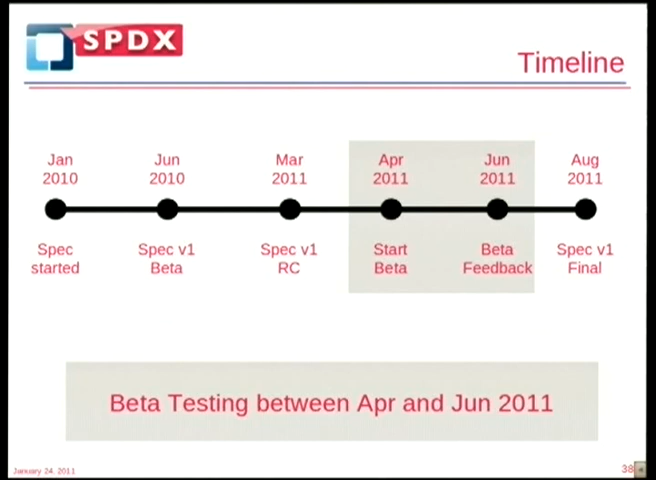 SPDX
Timeline
Jan
2010
Jun
2010
Mar
2011
Apr
2011
Jun
2011
Aug
2011
Spec
started
Spec v1
Beta
Spec v1
RC
Start
Beta
Beta
Feedback
Spec v1
Final
Beta Testing between Apr and Jun 2011
January 24, 2011
38